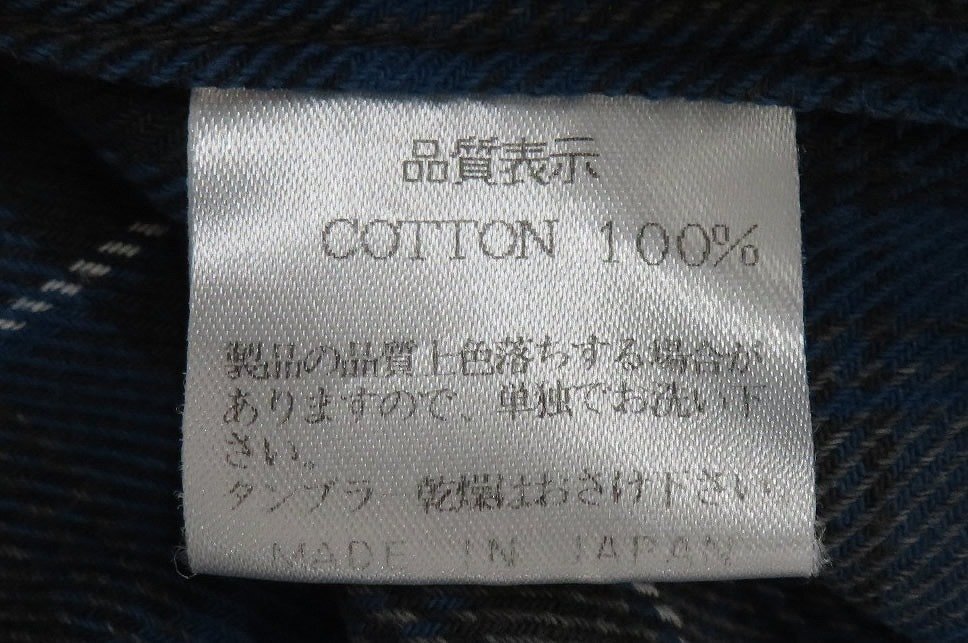 品質表示
COTTON 100%
製品の品質上色落ちする場合が
ありますので、単独でお洗い下
さい。
タンブラー乾燥はおさけ下さい
MADE IN JAPAN